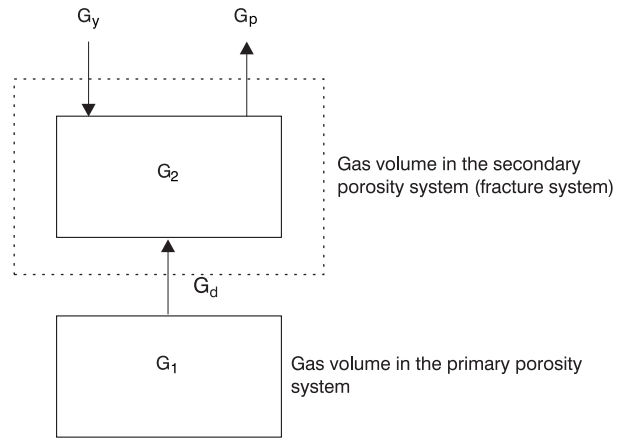 Gy Gp
G2
Gas volume in the secondary
porosity system (fracture system)
Gd
G1
Gas volume in the primary porosity
system